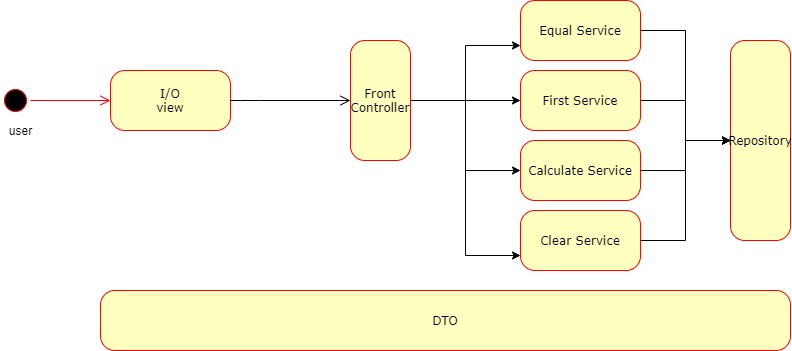 user
I/O
view
Front
Controller
Equal Service
First Service
Calculate Service
Clear Service
Repository
DTO